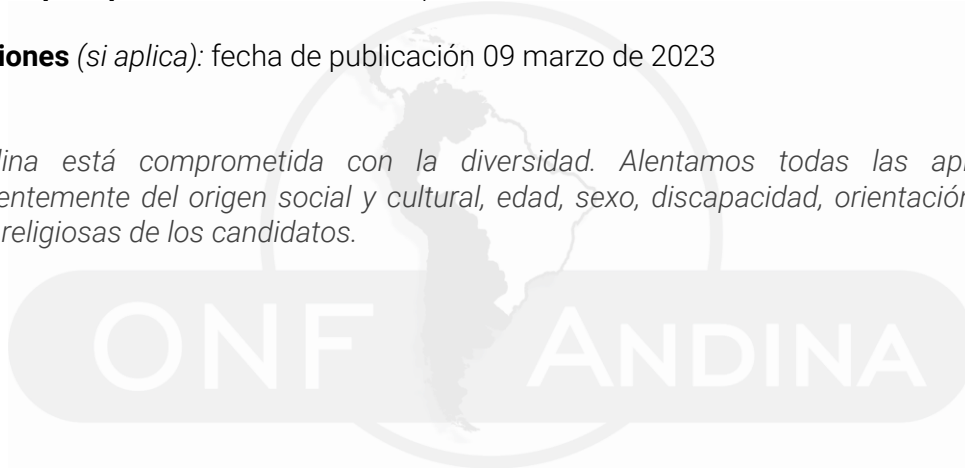 iones (si aplica): fecha de publicación 09 marzo de 2023
lina está comprometida con la diversidad. Alentamos todas las apl
entemente del origen social y cultural, edad, sexo, discapacidad, orientación
religiosas de los candidatos.
ONF ANDINA